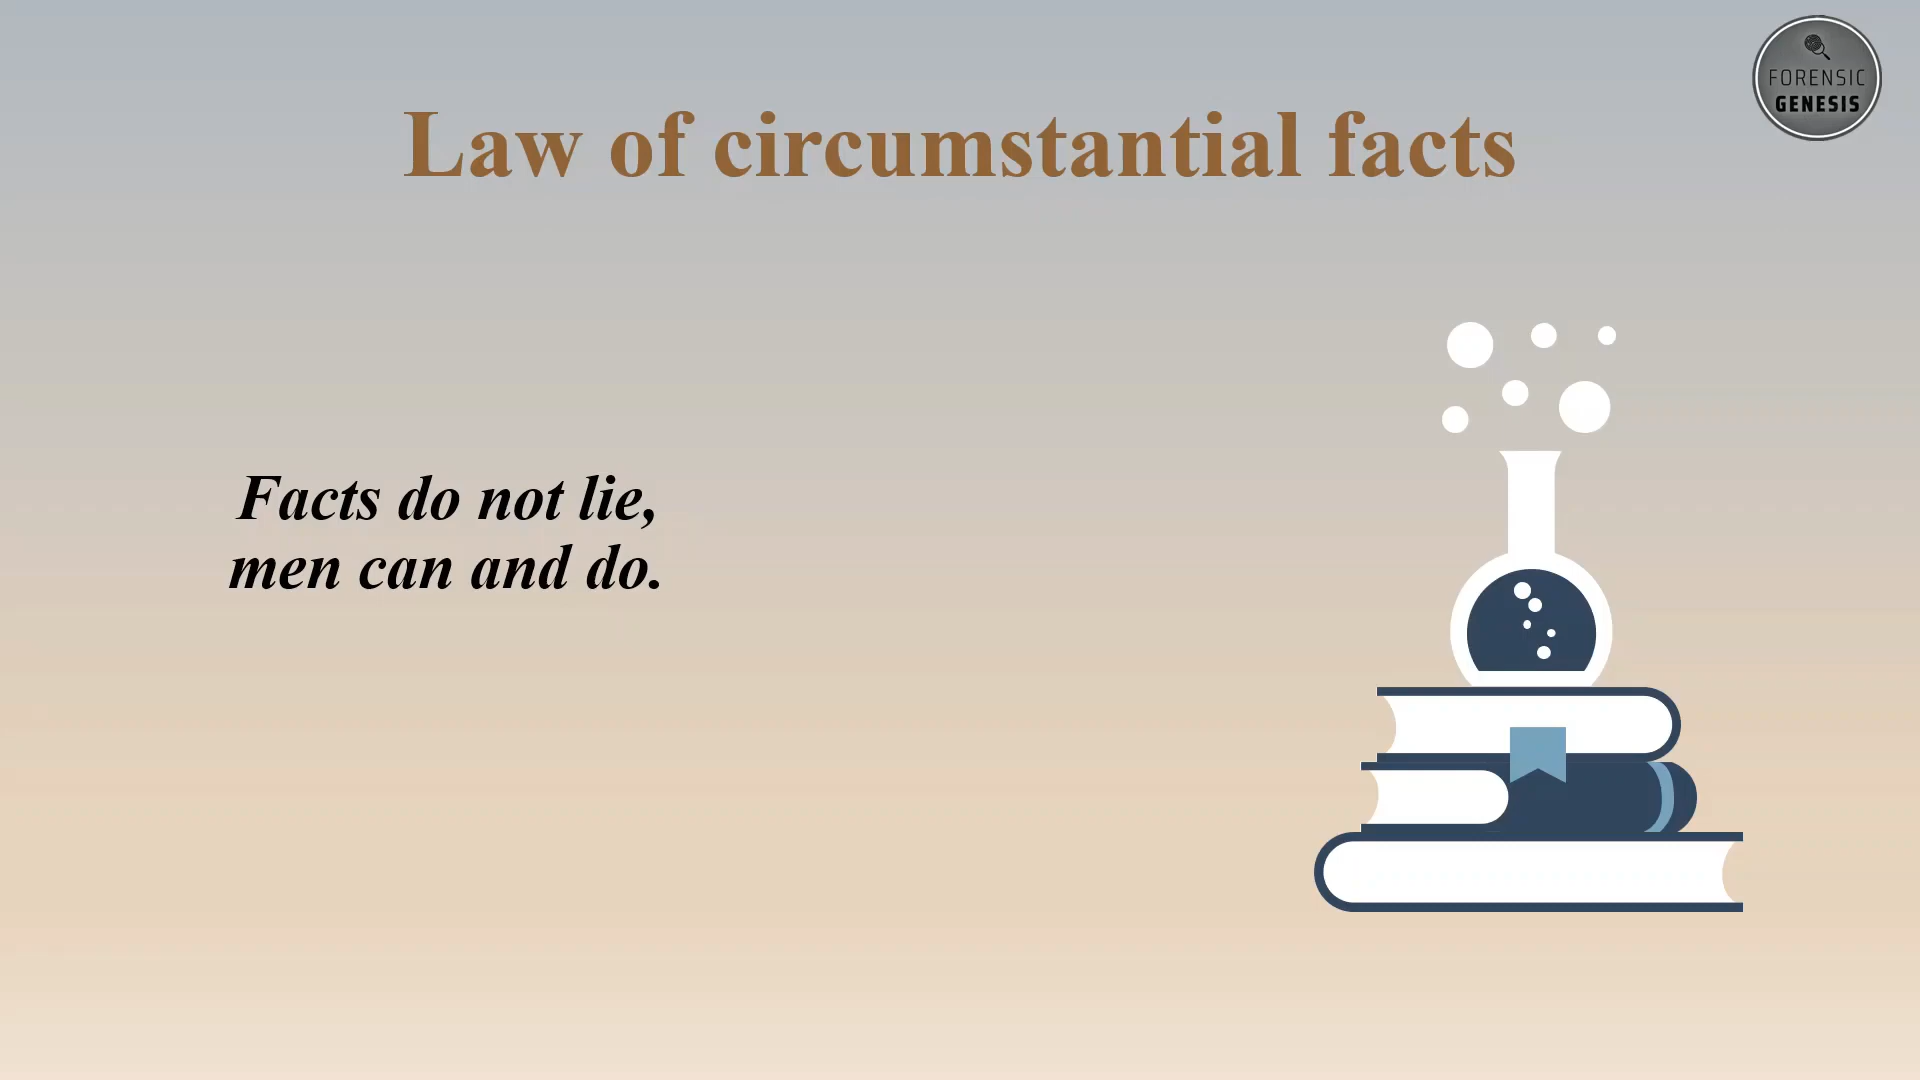 FORENSIC
GENESIS
Law of circumstantial facts
Facts do not lie,
men can and do.